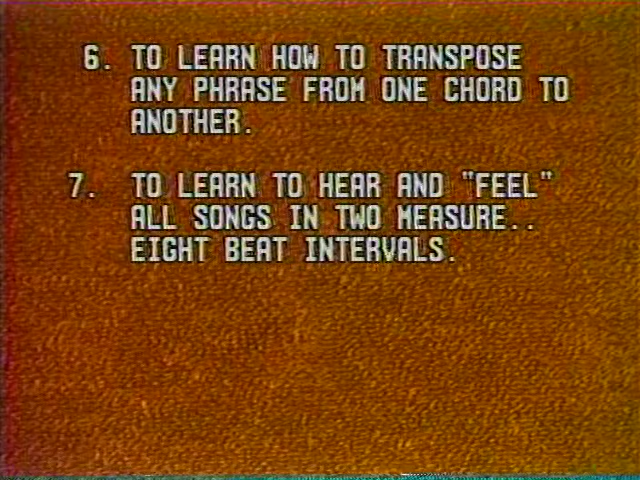 6. TO LEARN HOW TO TRANSPOSE
ANY PHRASE FROM ONE CHORD TO
ANOTHER.
7. TO LEARN TO HEAR AND "FEEL"
ALL SONGS IN TWO MEASURE..
EIGHT BEAT INTERVALS.